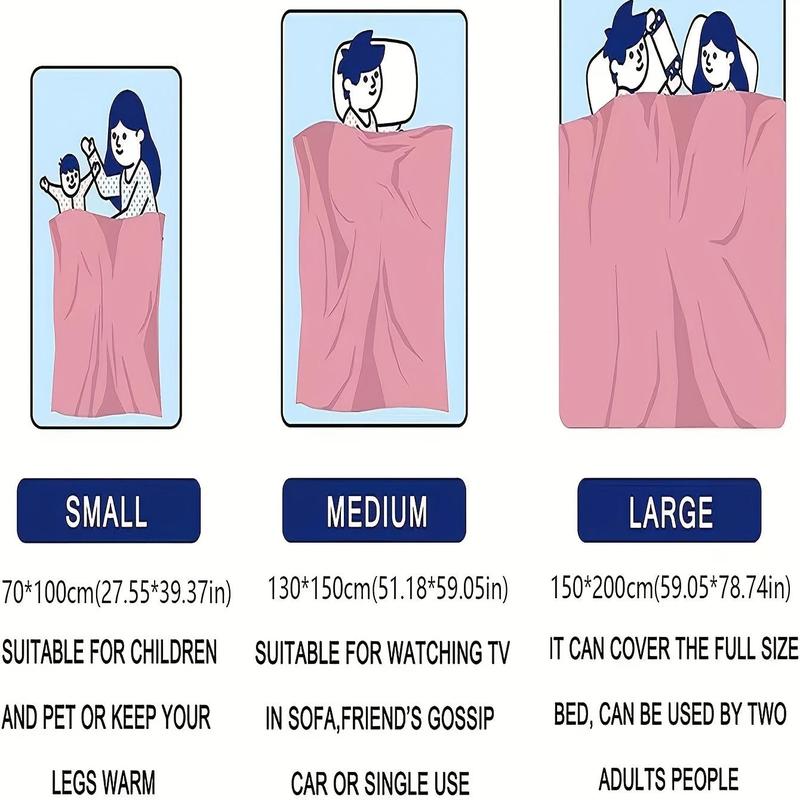 SMALL
70*100cm(27.55*39.37in)
SUITABLE FOR CHILDREN
AND PET OR KEEP YOUR
LEGS WARM
MEDIUM
130*150cm(51.18*59.05in)
SUITABLE FOR WATCHING TV
IN SOFA,FRIEND'S GOSSIP
CAR OR SINGLE USE
LARGE
150*200cm(59.05*78.74in)
IT CAN COVER THE FULL SIZE
BED, CAN BE USED BY TWO
ADULTS PEOPLE